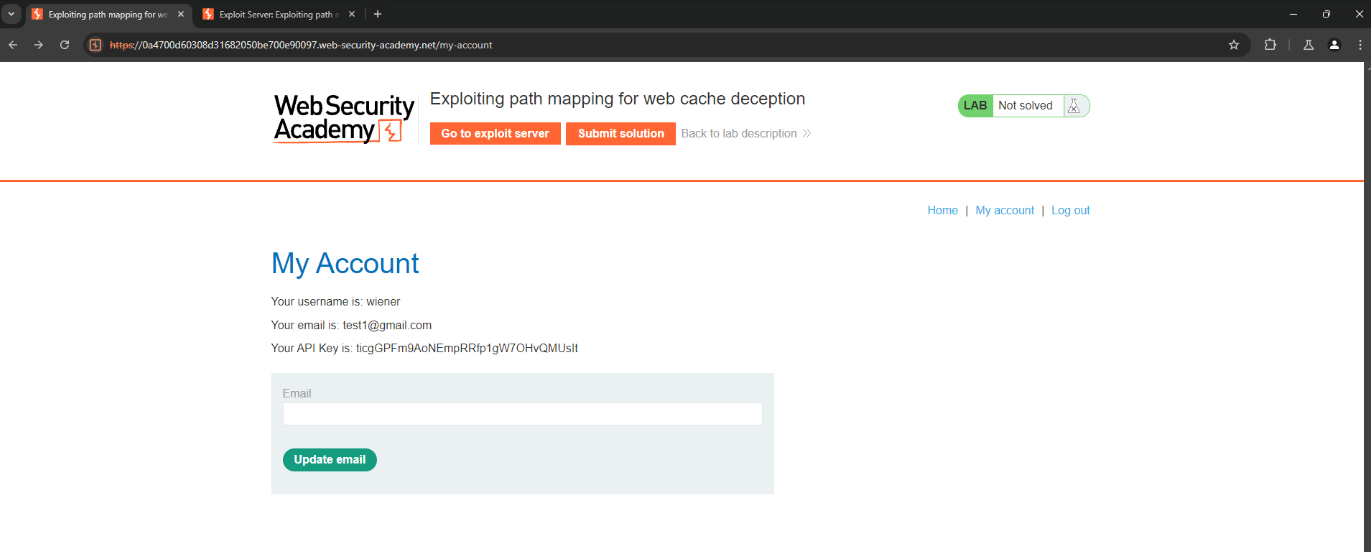 Exploiting path mapping for we
Exploit Server: Exploiting path
https://0a4700d60308d31682050be700e90097.web-security-academy.net/my-account
Web Security
Academy
Exploiting path mapping for web cache deception
Go to exploit server
Submit solution
Back to lab description
LAB Not solved
Home | My account | Log out
My Account
Your username is: wiener
Your email is: test1@gmail.com
Your API Key is: ticgGPFm9AoNEmpRRfp1gW7OHvQMUsIt
Email
Update email